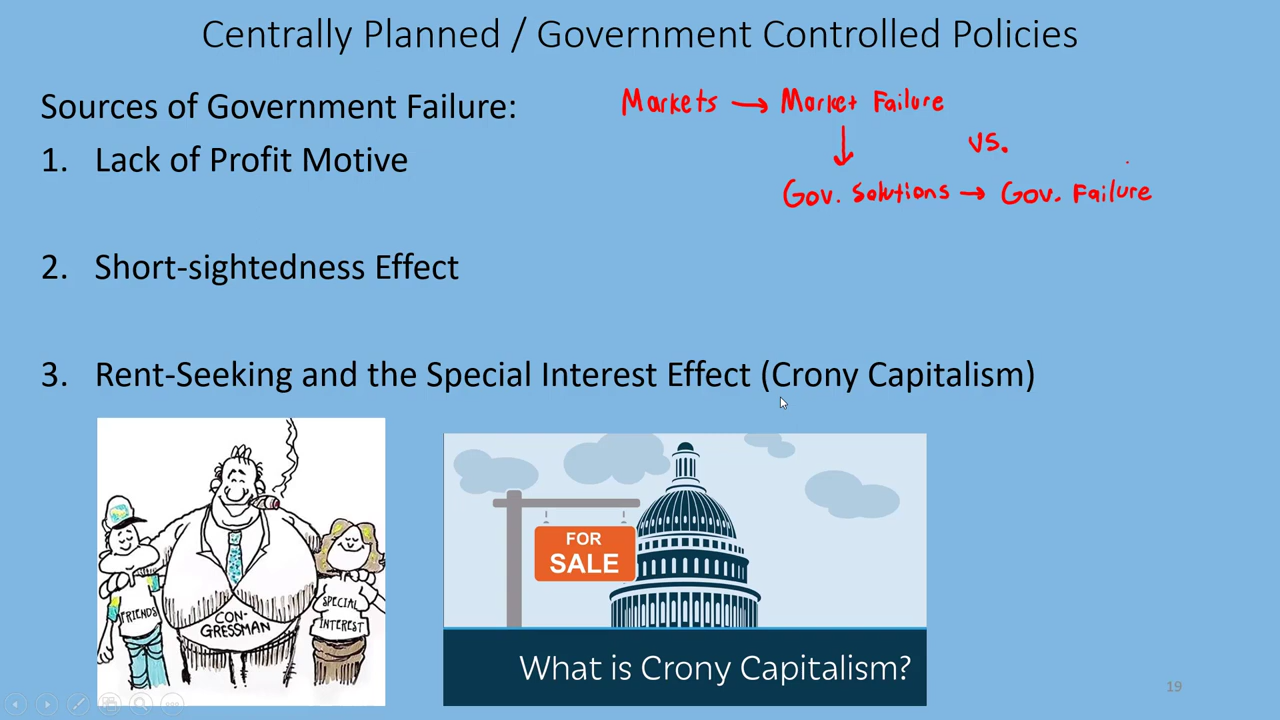 Centrally Planned / Government Controlled Policies
Sources of Government Failure:
Markets → Market Failure
vs.
Gov. Solutions → Gov. Failure
1. Lack of Profit Motive
2. Short-sightedness Effect
3. Rent-Seeking and the Special Interest Effect (Crony Capitalism)
FRIENDS
CON-
GRESSMAN
SPECIAL
INTEREST
FOR
SALE
What is Crony Capitalism?
19